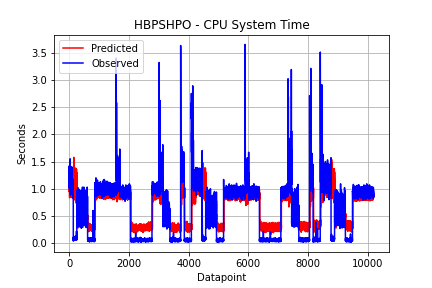 HBPSHPO - CPU System Time
Predicted
Observed
Seconds
3.5
3.0
2.5
2.0
1.5
1.0
0.5
0.0
0 2000 4000 6000 8000 10000
Datapoint